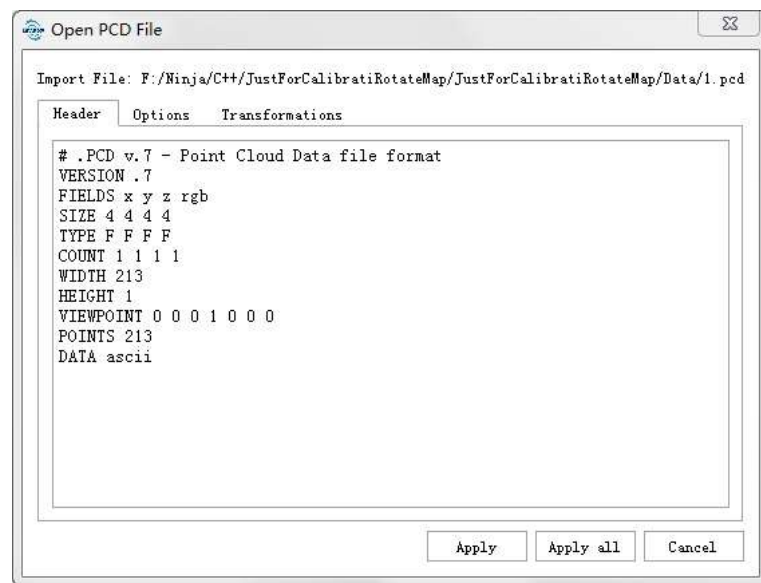 Open PCD File
Import File: F:/Ninja/C++/JustForCalibratiRotateMap/JustForCalibratiRotateMap/Data/1.pcd
Header Options Transformations
# .PCD v.7 - Point Cloud Data file format
VERSION .7
FIELDS x y z rgb
SIZE 4 4 4 4
TYPE F F F F
COUNT 1 1 1 1
WIDTH 213
HEIGHT 1
VIEWPOINT 0 0 0 1 0 0 0
POINTS 213
DATA ascii
Apply Apply all Cancel